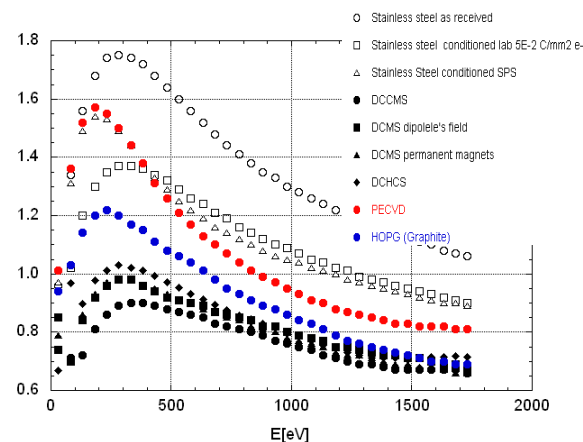 1.8
1.6
1.4
1.2
1.0
0.8
0.6
0
500
1000
1500
2000
E[eV]
Stainless steel as received
Stainless steel conditioned lab 5E-2 C/mm2 e-
Stainless Steel conditioned SPS
DCCMS
DCMS dipolele's field
DCMS permanent magnets
DCHCS
PECVD
HOPG (Graphite)